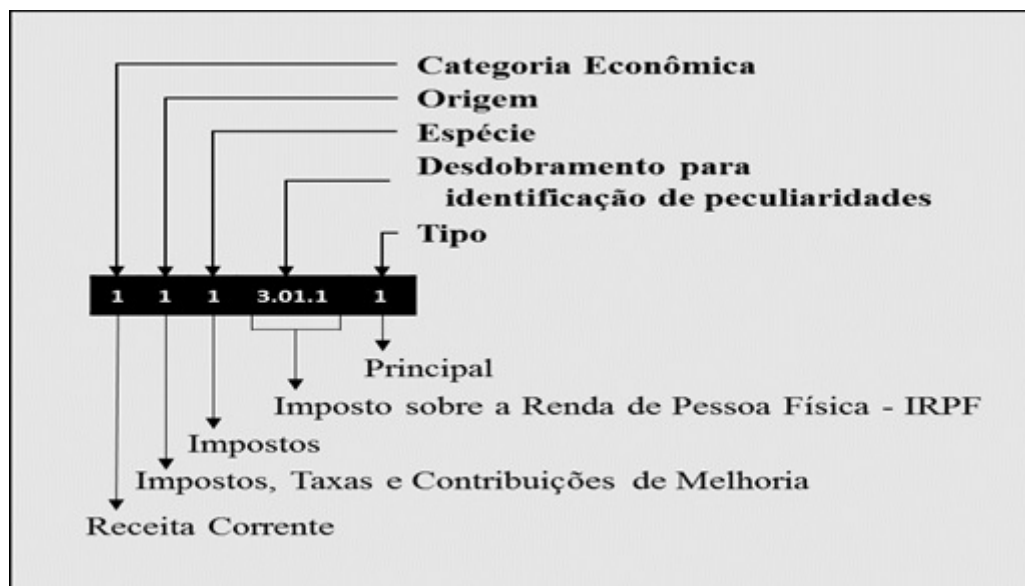 Categoria Econômica
Origem
Espécie
Desdobramento para
identificação de peculiaridades
Tipo
1 1 1 3.01.1 1
Principal
Imposto sobre a Renda de Pessoa Física - IRPF
Impostos
Impostos, Taxas e Contribuições de Melhoria
Receita Corrente